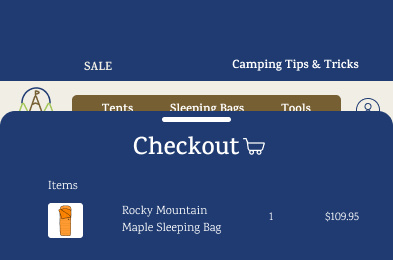 SALE
Camping Tips & Tricks
Tents
Sleeping Bags
Tools
Checkout
Items
Rocky Mountain
Maple Sleeping Bag
1
$109.95